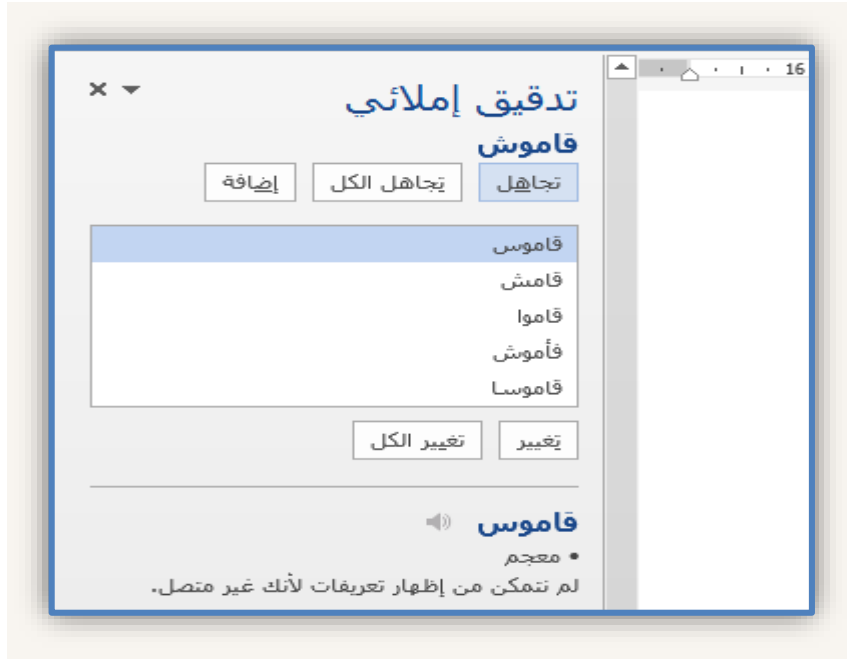 تدقيق إملائي
قاموش
تجاهل تجاهل الكل إضافة
قاموس
قامش
قاموا
فأموش
قاموسا
تغيير تغيير الكل
قاموس
• معجم
لم نتمكن من إظهار تعريفات لأنك غير متصل.
16